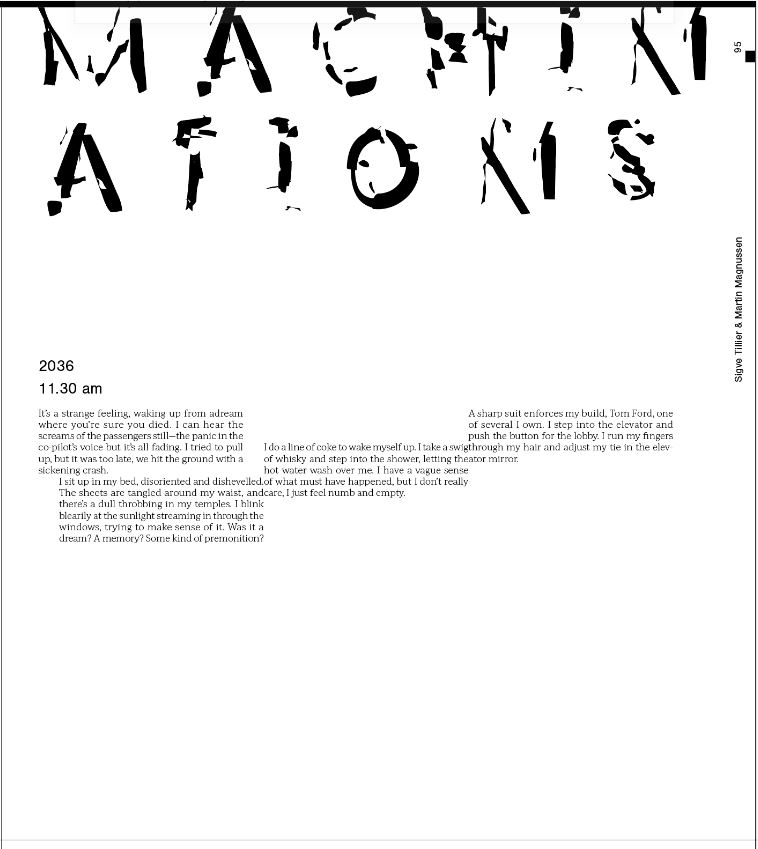 MACHIN
ATIONS
95
Sigve Tillier & Martin Magnussen
2036
11.30 am
It's a strange feeling, waking up from adream
where you're sure you died. I can hear the
screams of the passengers still—the panic in the
co-pilot's voice but it's all fading. I tried to pull
up, but it was too late, we hit the ground with a
sickening crash.
I sit up in my bed, disoriented and dishevelled.
The sheets are tangled around my waist, and
there's a dull throbbing in my temples. I blink
blearily at the sunlight streaming in through the
windows, trying to make sense of it. Was it a
dream? A memory? Some kind of premonition?
I do a line of coke to wake myself up. I take a swig
of whisky and step into the shower, letting the
hot water wash over me. I have a vague sense
of what must have happened, but I don't really
care, I just feel numb and empty.
A sharp suit enforces my build, Tom Ford, one
of several I own. I step into the elevator and
push the button for the lobby. I run my fingers
through my hair and adjust my tie in the elev-
ator mirror.